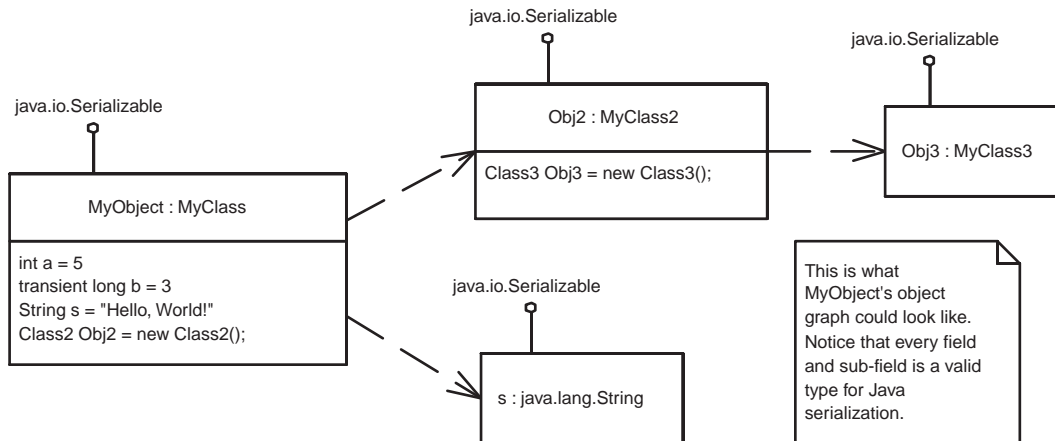 java.io.Serializable
java.io.Serializable
java.io.Serializable
Obj2 : MyClass2
Class3 Obj3 = new Class3();
Obj3 : MyClass3
MyObject : MyClass
int a = 5
transient long b = 3
String s = "Hello, World!"
Class2 Obj2 = new Class2();
java.io.Serializable
s : java.lang.String
This is what
MyObject's object
graph could look like.
Notice that every field
and sub-field is a valid
type for Java
serialization.